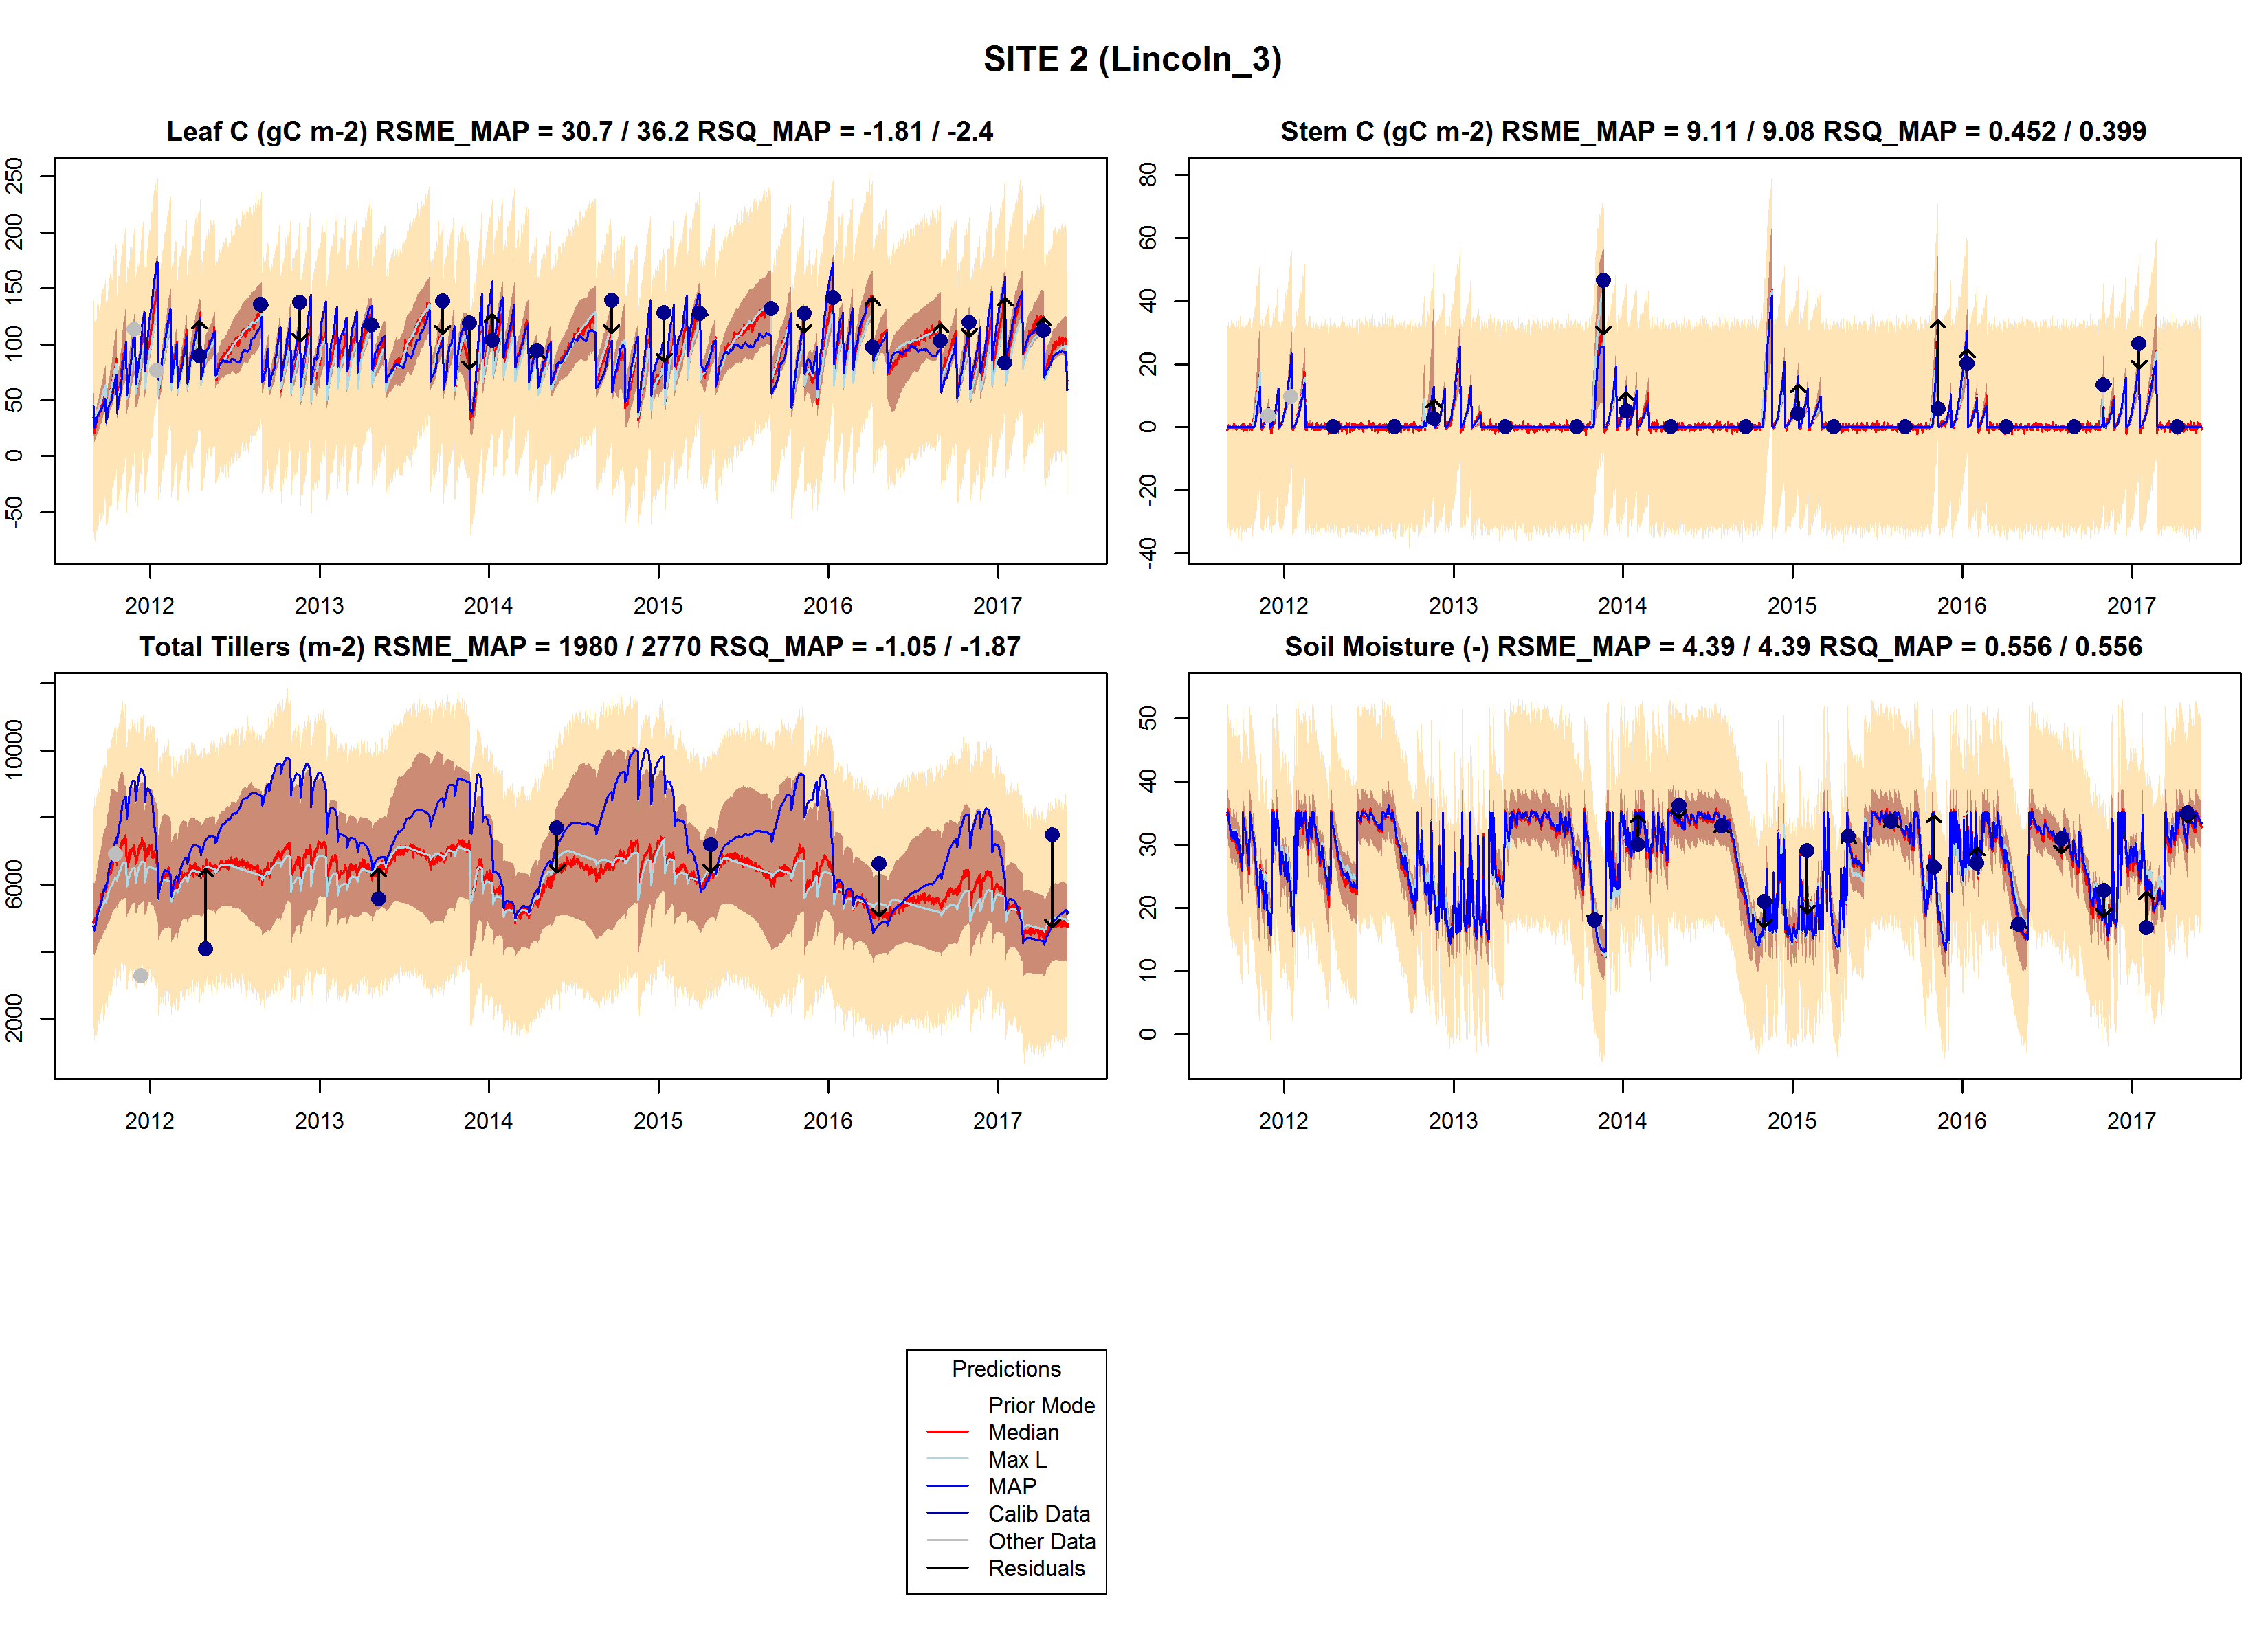 SITE 2 (Lincoln_3)
Leaf C (gC m-2) RSME_MAP = 30.7 / 36.2 RSQ_MAP = -1.81 / -2.4
250
200
150
100
50
0
-50
2012 2013 2014 2015 2016 2017
Stem C (gC m-2) RSME_MAP = 9.11 / 9.08 RSQ_MAP = 0.452 / 0.399
80
60
40
20
0
-20
-40
2012 2013 2014 2015 2016 2017
Total Tillers (m-2) RSME_MAP = 1980 / 2770 RSQ_MAP = -1.05 / -1.87
10000
6000
2000
2012 2013 2014 2015 2016 2017
Soil Moisture (-) RSME_MAP = 4.39 / 4.39 RSQ_MAP = 0.556 / 0.556
50
40
30
20
10
0
2012 2013 2014 2015 2016 2017
Predictions
Prior Mode
Median
Max L
MAP
Calib Data
Other Data
Residuals